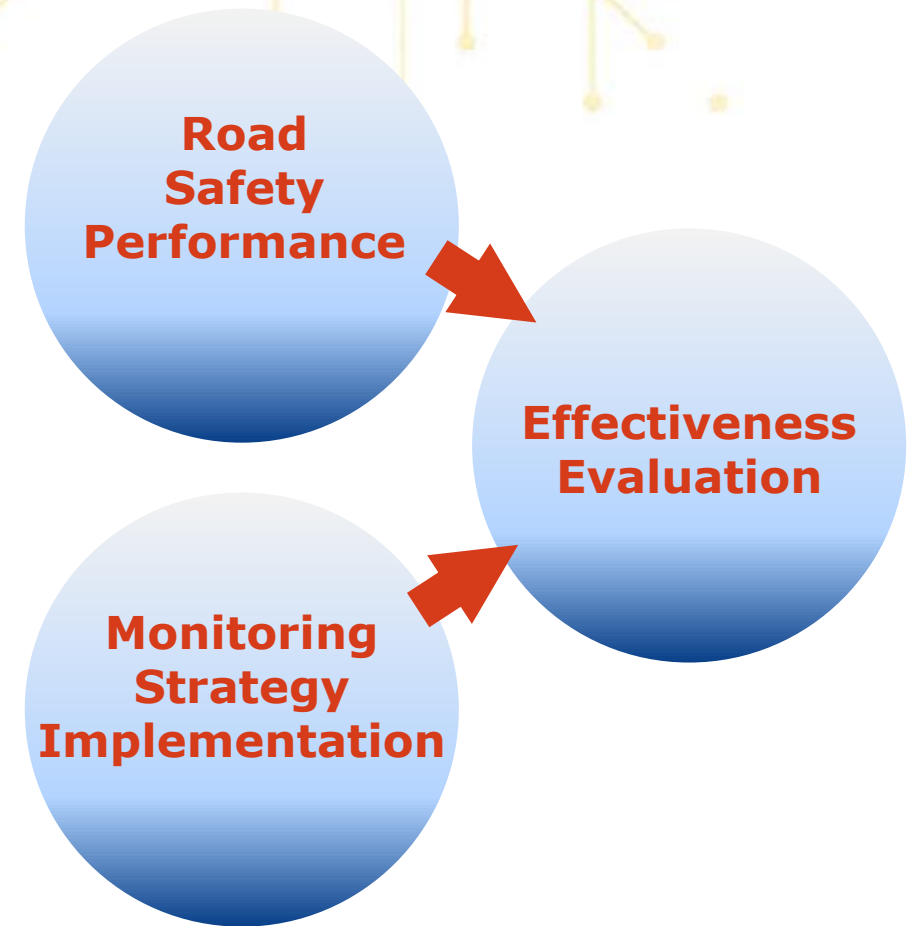 Road
Safety
Performance
Effectiveness
Evaluation
Monitoring
Strategy
Implementation